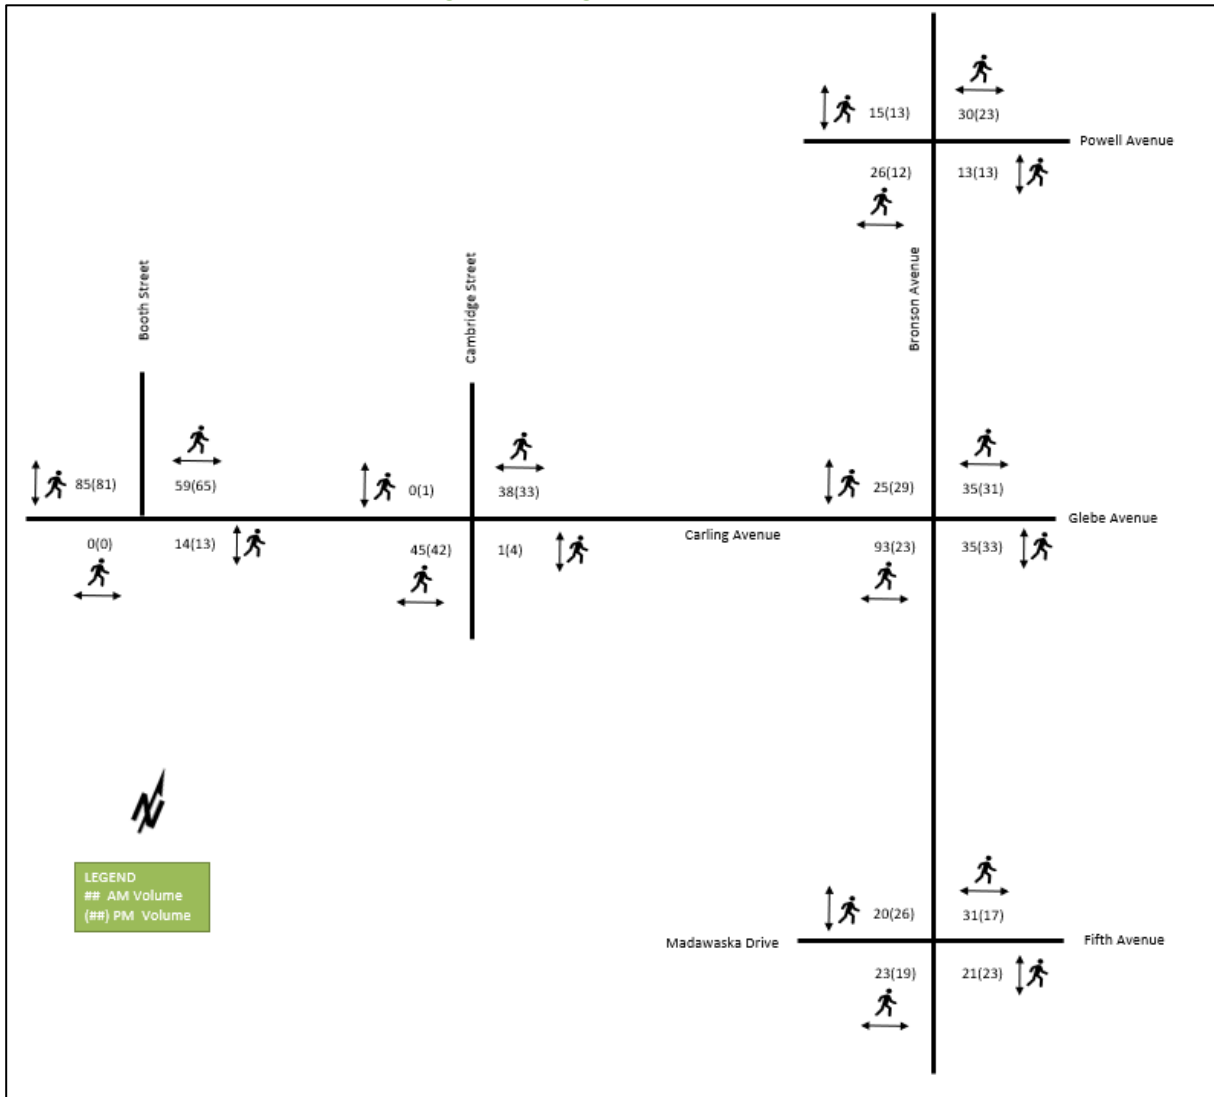 15(13)
30(23)
Powell Avenue
26(12)
13(13)
Bronson Avenue
Booth Street
Cambridge Street
85(81)
59(65)
0(1)
38(33)
25(29)
35(31)
Glebe Avenue
Carling Avenue
0(0)
14(13)
45(42)
1(4)
93(23)
35(33)
N
LEGEND
## AM Volume
(##) PM Volume
20(26)
31(17)
Madawaska Drive
Fifth Avenue
23(19)
21(23)